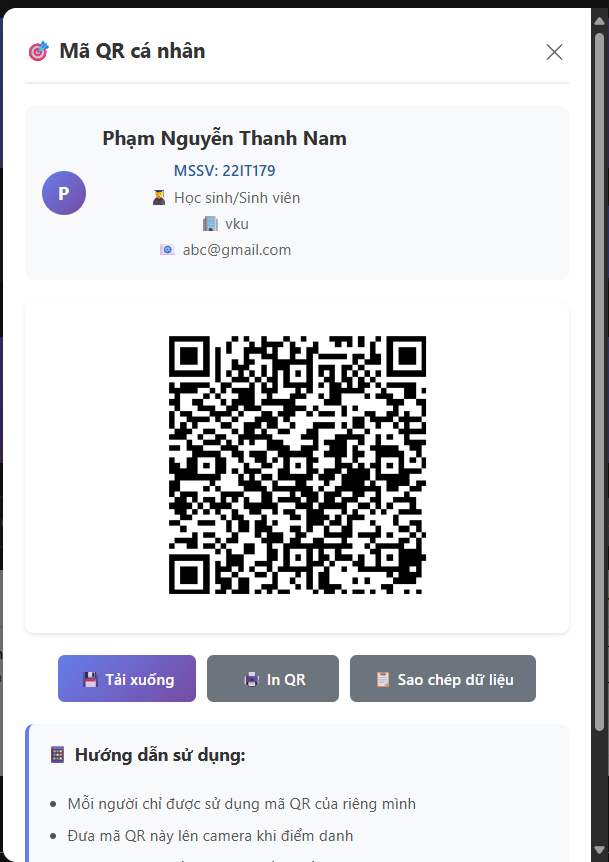 Mã QR cá nhân
Phạm Nguyễn Thanh Nam
P
MSSV: 22IT179
Học sinh/Sinh viên
vku
abc@gmail.com
Tải xuống
In QR
Sao chép dữ liệu
Hướng dẫn sử dụng:
Mỗi người chỉ được sử dụng mã QR của riêng mình
Đưa mã QR này lên camera khi điểm danh